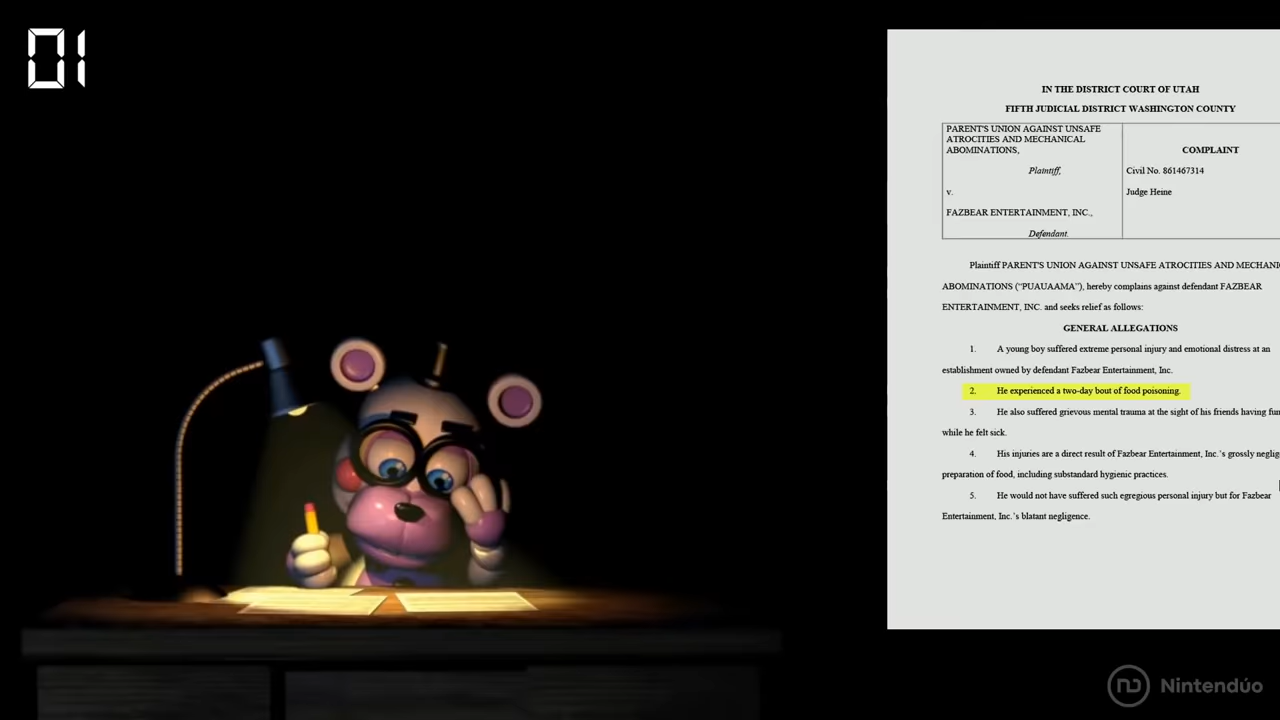 01
IN THE DISTRICT COURT OF UTAH
FIFTH JUDICIAL DISTRICT WASHINGTON COUNTY
PARENT'S UNION AGAINST UNSAFE
ATROCITIES AND MECHANICAL
ABOMINATIONS,
Plaintiff,
v.
FAZBEAR ENTERTAINMENT, INC.,
Defendant.
COMPLAINT
Civil No. 861467314
Judge Heine
Plaintiff PARENT'S UNION AGAINST UNSAFE ATROCITIES AND
ABOMINATIONS (“PUAUAAMA”), hereby complains against defendant FAZBEAR
ENTERTAINMENT, INC. and seeks relief as follows:
GENERAL ALLEGATIONS
1. A young boy suffered extreme personal injury and emotional distress at an
establishment owned by defendant Fazbear Entertainment, Inc.
2. He experienced a two-day bout of food poisoning.
3. He also suffered grievous mental trauma at the sight of his friends having
while he felt sick.
4. His injuries are a direct result of Fazbear Entertainment, Inc.'s grossly
preparation of food, including substandard hygienic practices.
5. He would not have suffered such egregious personal injury but for Fazbear
Entertainment, Inc.'s blatant negligence.
Nintendúo